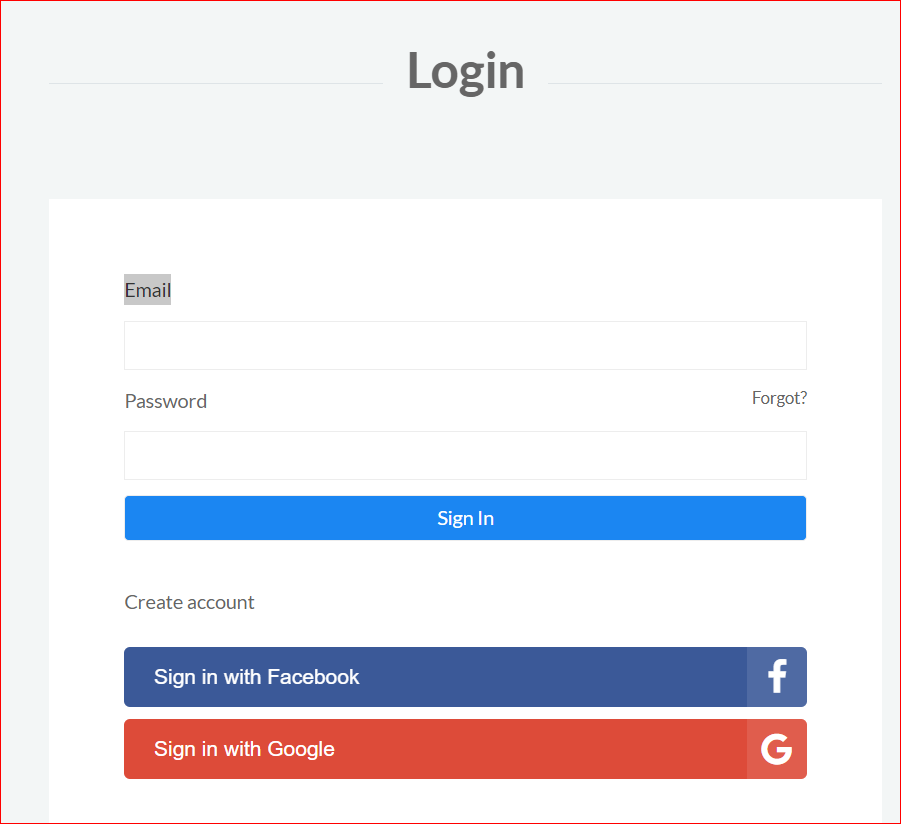 Login
Email
Password
Forgot?
Sign In
Create account
Sign in with Facebook
Sign in with Google